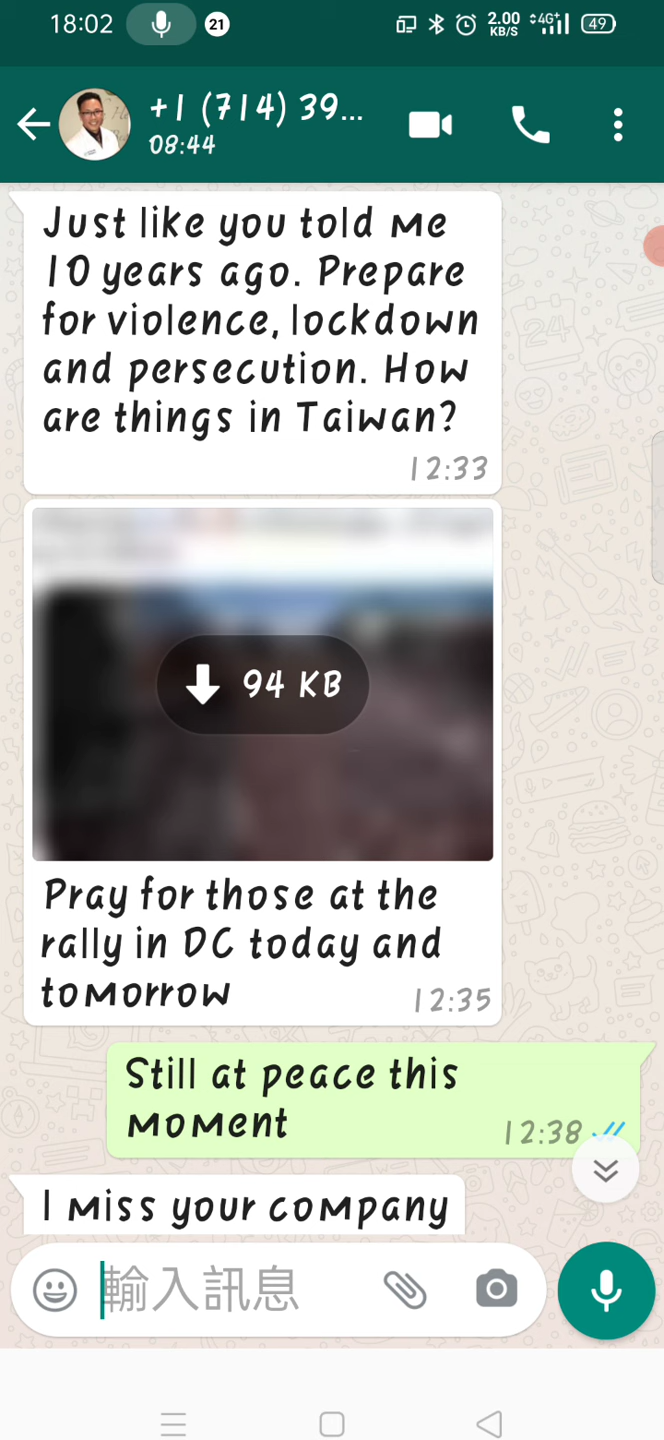 18:02 21 2.00 KB/S 4G+ 49
+1 (714) 39...
08:44
Just like you told me
10 years ago. Prepare
for violence, lockdown
and persecution. How
are things in Taiwan?
12:33
94 KB
Pray for those at the
rally in DC today and
tomorrow
12:35
Still at peace this
moment
12:38
I miss your company
輸入訊息
24